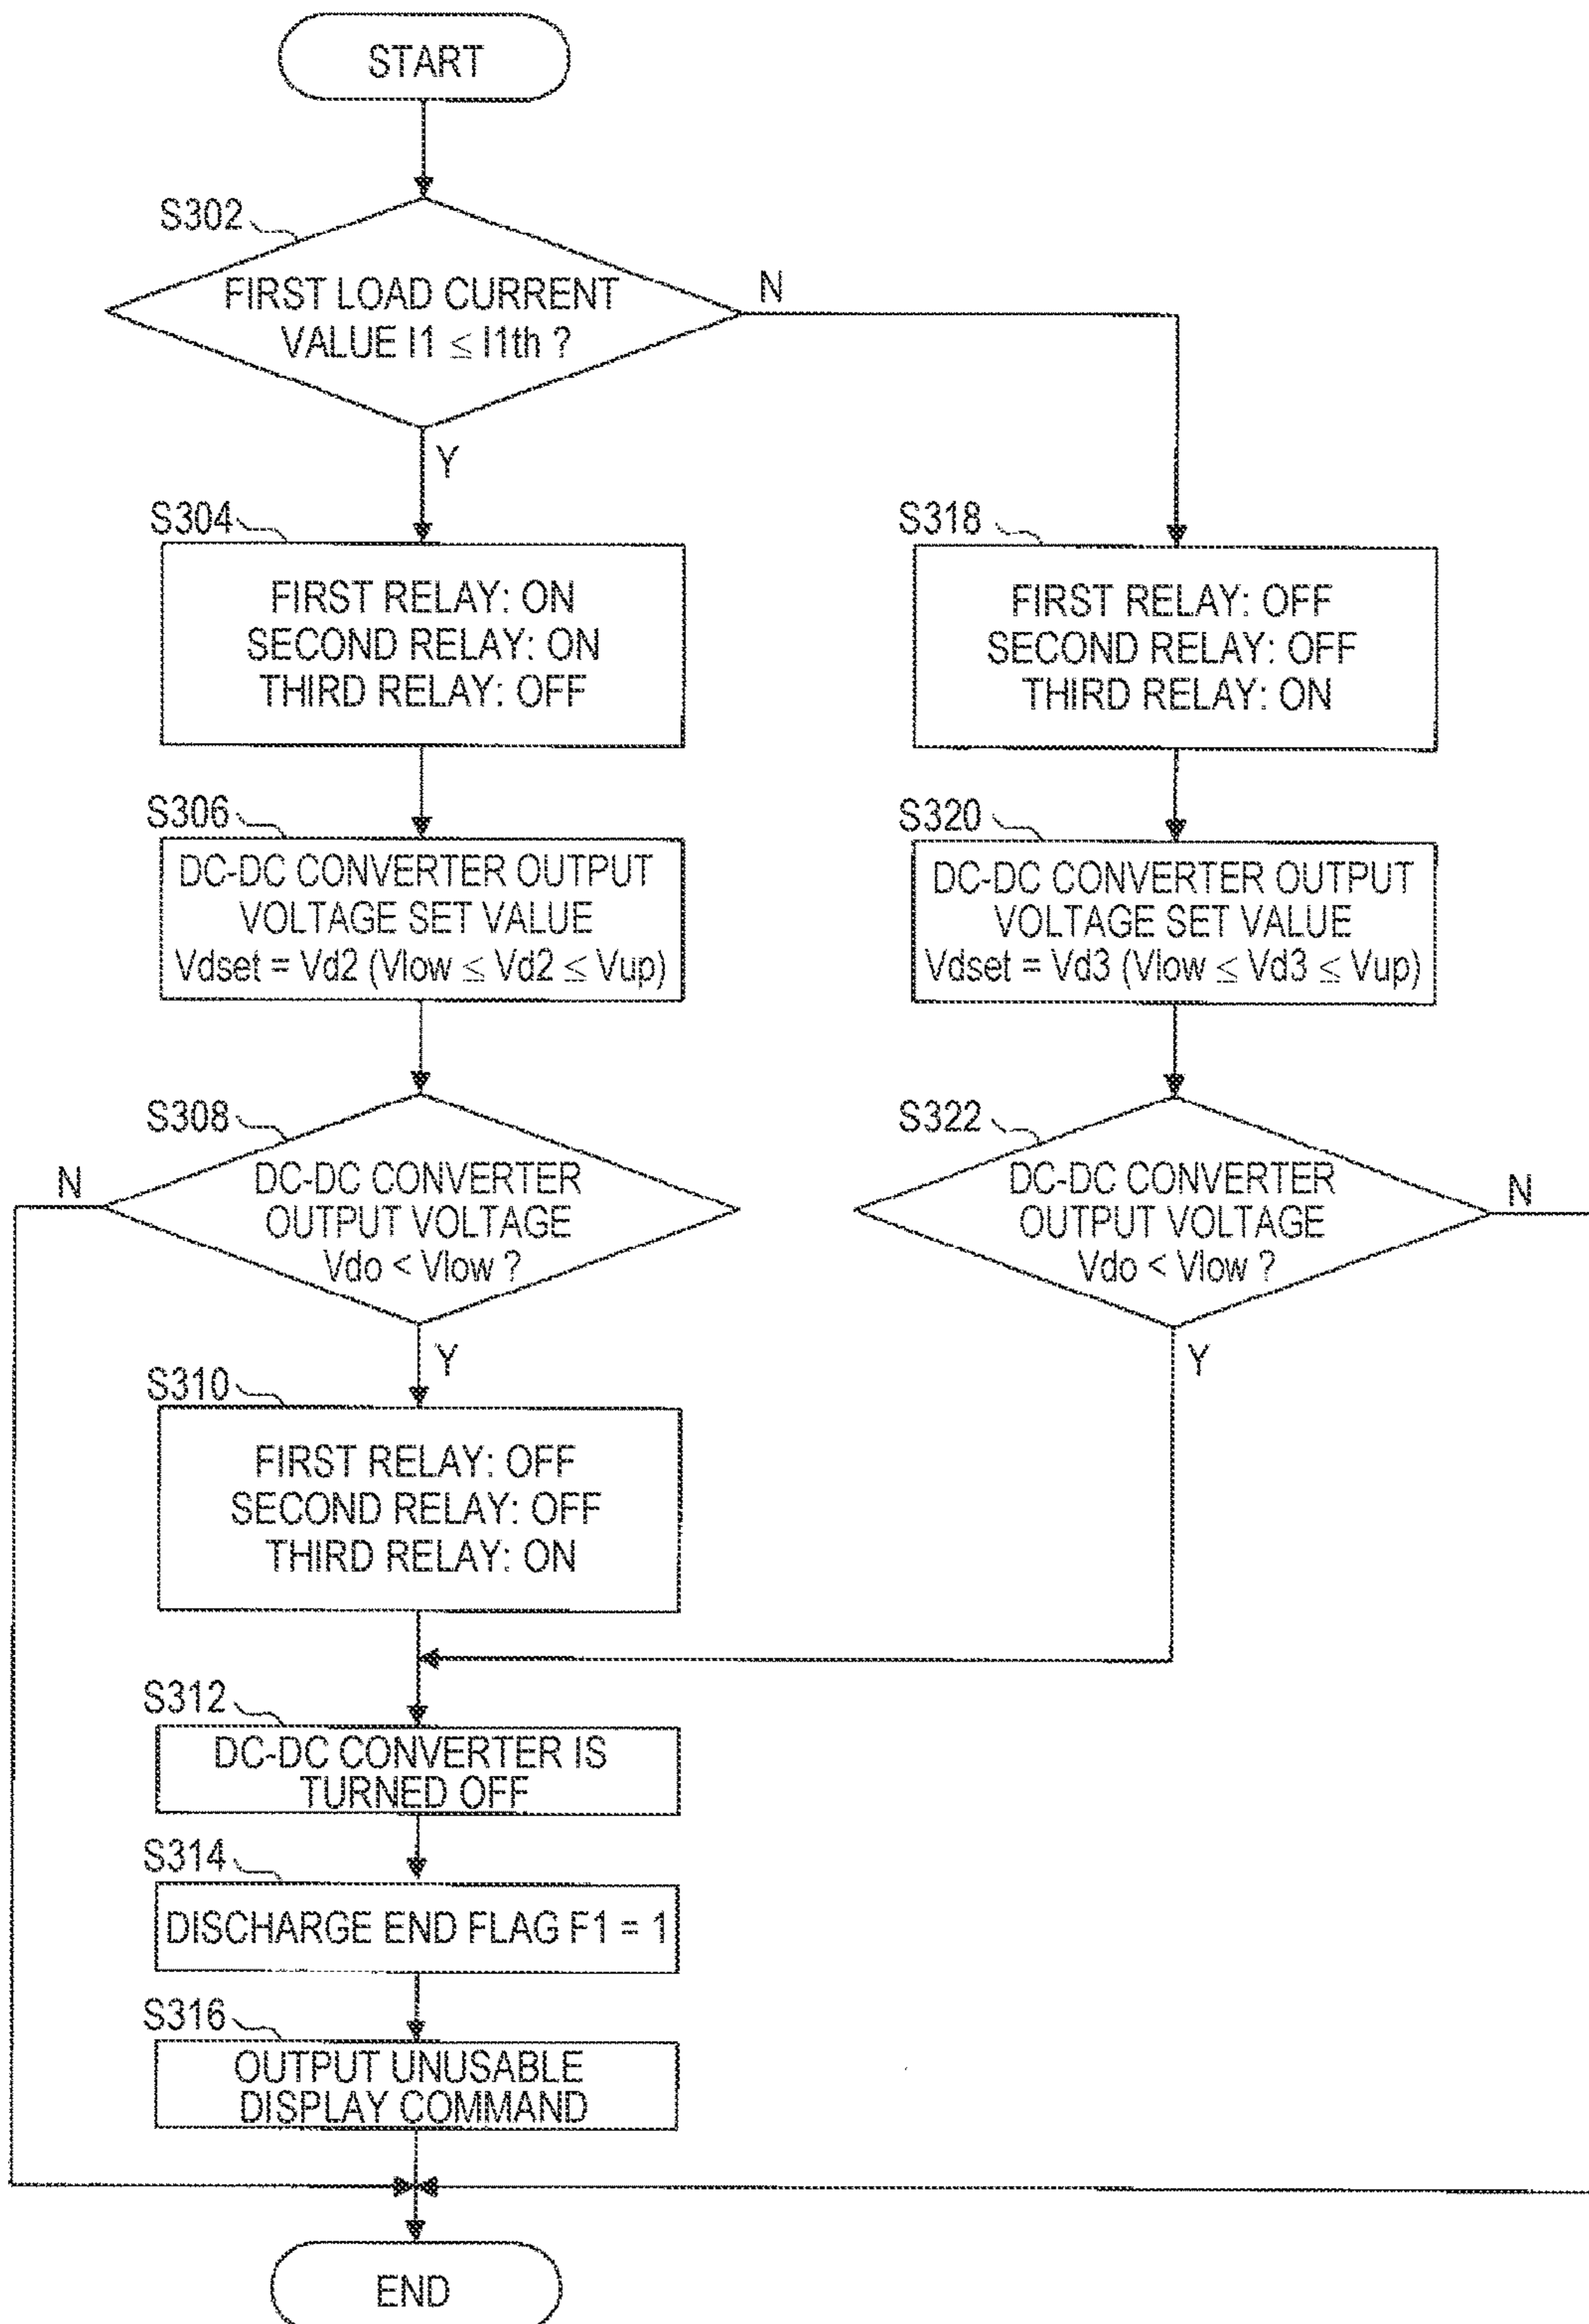 START
S302
FIRST LOAD CURRENT
VALUE I1 ≤ I1th ?
N
Y
S304
FIRST RELAY: ON
SECOND RELAY: ON
THIRD RELAY: OFF
S318
FIRST RELAY: OFF
SECOND RELAY: OFF
THIRD RELAY: ON
S306
DC-DC CONVERTER OUTPUT
VOLTAGE SET VALUE
Vdset = Vd2 (Vlow ≤ Vd2 ≤ Vup)
S320
DC-DC CONVERTER OUTPUT
VOLTAGE SET VALUE
Vdset = Vd3 (Vlow ≤ Vd3 ≤ Vup)
S308
N
DC-DC CONVERTER
OUTPUT VOLTAGE
Vdo < Vlow ?
Y
S322
DC-DC CONVERTER
OUTPUT VOLTAGE
Vdo < Vlow ?
N
Y
S310
FIRST RELAY: OFF
SECOND RELAY: OFF
THIRD RELAY: ON
S312
DC-DC CONVERTER IS
TURNED OFF
S314
DISCHARGE END FLAG F1 = 1
S316
OUTPUT UNUSABLE
DISPLAY COMMAND
END